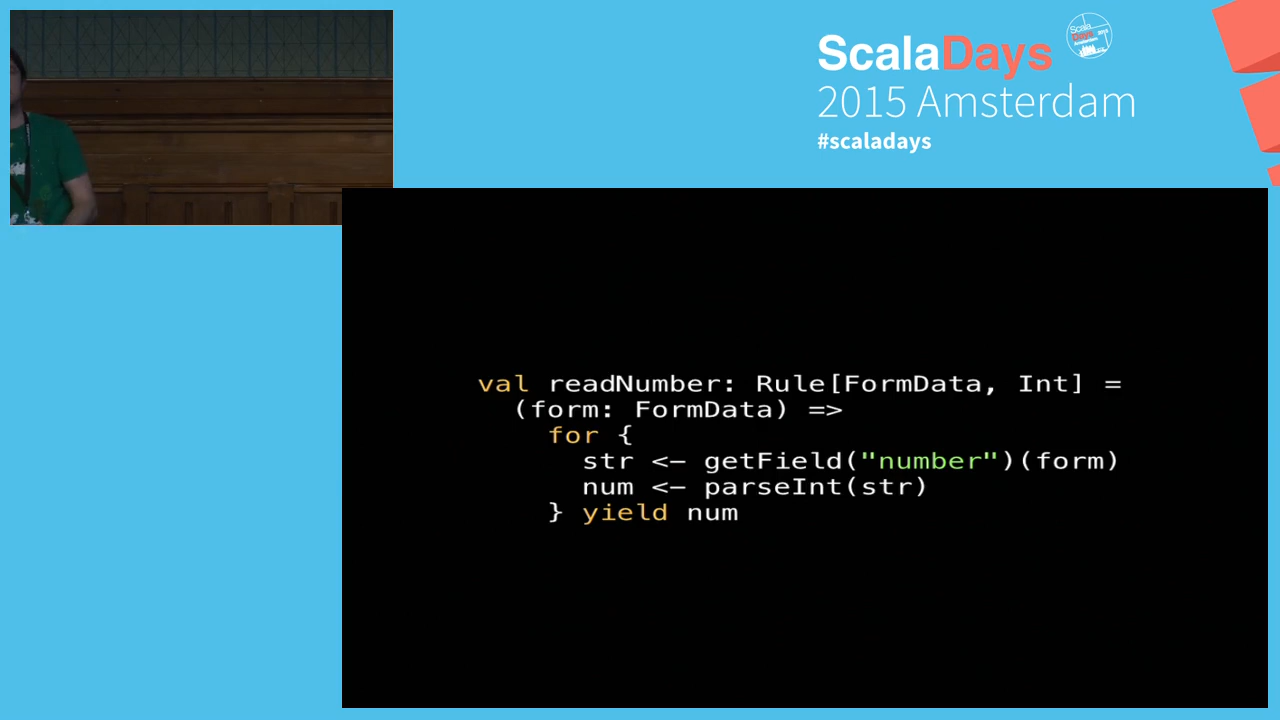 ScalaDays
2015 Amsterdam
#scaladays
val readNumber: Rule[FormData, Int] =
(form: FormData) =>
for {
str <- getField("number")(form)
num <- parseInt(str)
} yield num